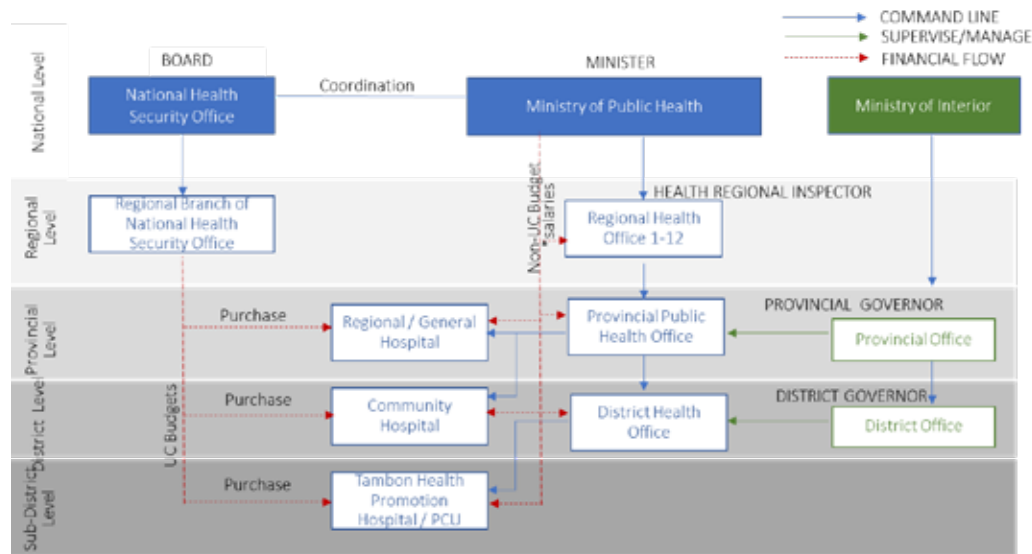 COMMAND LINE
SUPERVISE/MANAGE
FINANCIAL FLOW
National Level
BOARD
National Health
Security Office
Coordination
MINISTER
Ministry of Public Health
Ministry of Interior
Regional
Level
Regional Branch of
National Health
Security Office
Non-UC Budget
*salaries
HEALTH REGIONAL INSPECTOR
Regional Health
Office 1-12
Provincial
Level
Purchase
Regional / General
Hospital
Provincial Public
Health Office
PROVINCIAL GOVERNOR
Provincial Office
District Level
UC Budgets
Purchase
Community
Hospital
District Health
Office
DISTRICT GOVERNOR
District Office
Sub-District
Level
Purchase
Tambon Health
Promotion
Hospital / PCU